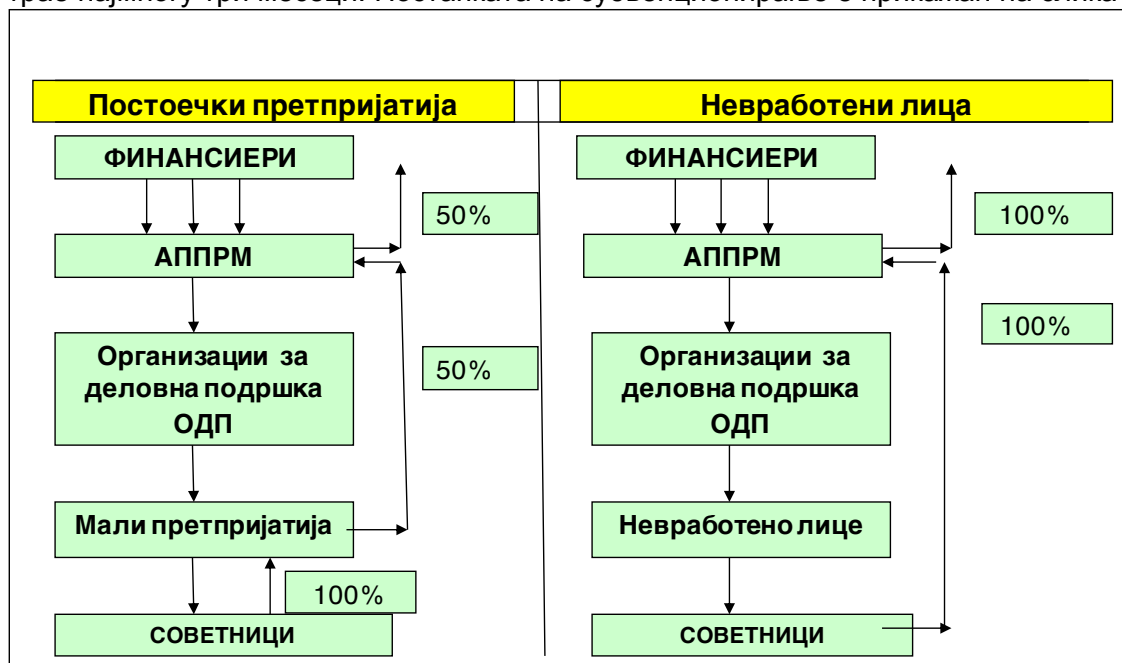 Постоечки претпријатија
ФИНАНСИЕРИ
50%
АППРМ
Организации за
деловна подршка
ОДП
50%
Мали претпријатија
100%
СОВЕТНИЦИ
Невработени лица
ФИНАНСИЕРИ
100%
АППРМ
100%
Организации за
деловна подршка
ОДП
Невработено лице
СОВЕТНИЦИ